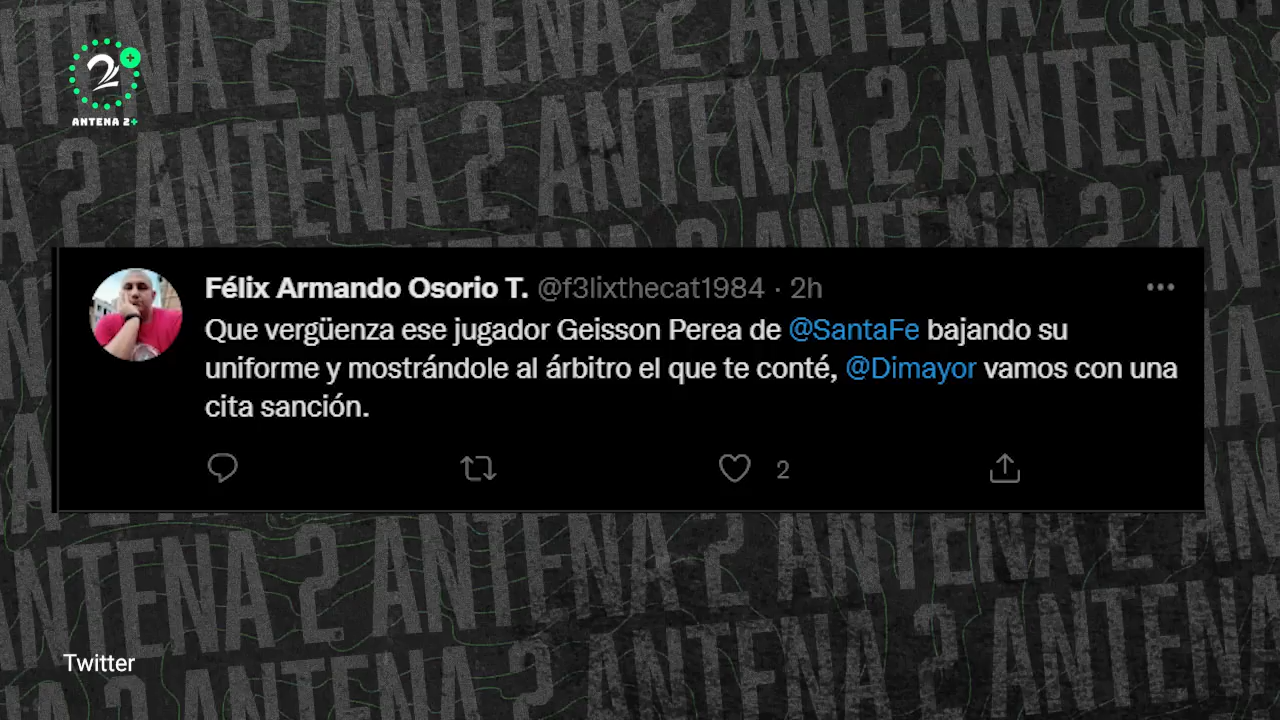 ANTENA 2+
Félix Armando Osorio T. @f3lixthecat1984 · 2h
Que vergüenza ese jugador Geisson Perea de @SantaFe bajando su
uniforme y mostrándole al árbitro el que te conté, @Dimayor vamos con una
cita sanción.
2
Twitter